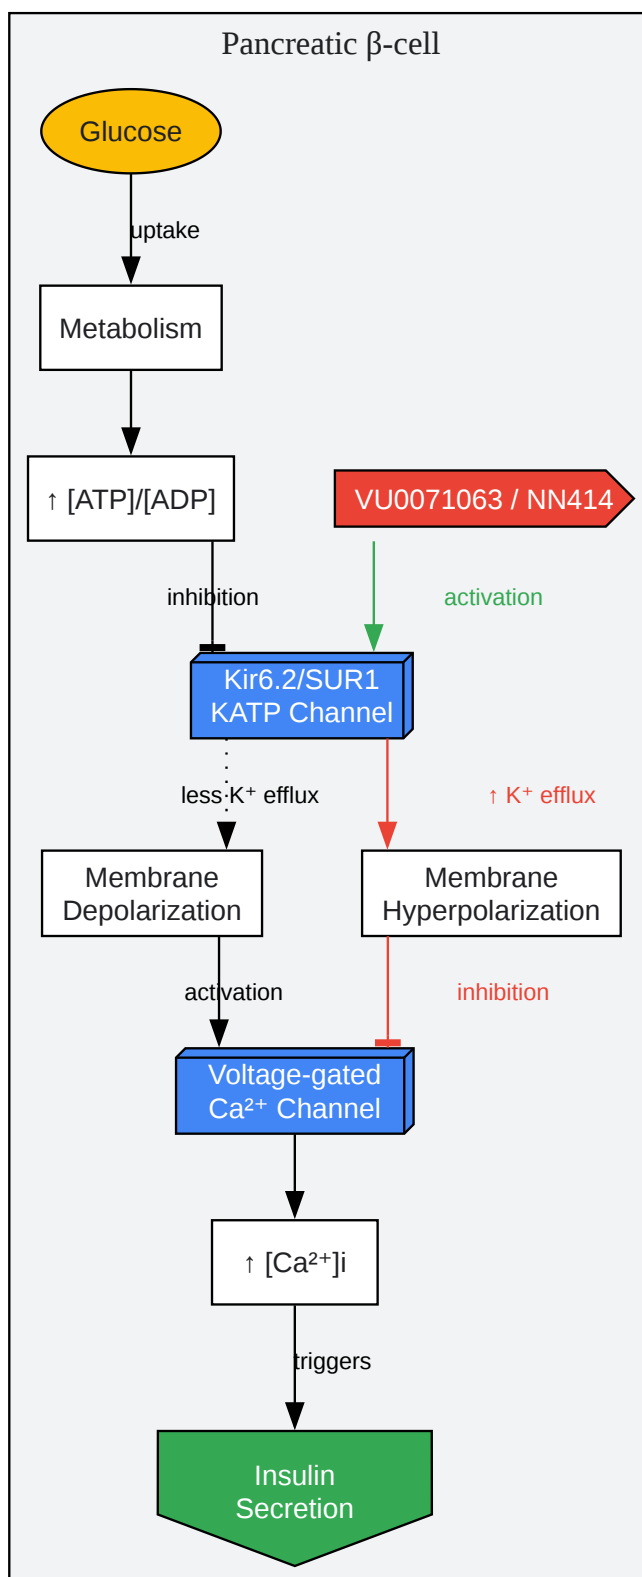 Pancreatic β-cell
Glucose
uptake
Metabolism
↑ [ATP]/[ADP]
VU0071063 / NN414
inhibition
activation
Kir6.2/SUR1
KATP Channel
less K⁺ efflux
↑ K⁺ efflux
Membrane
Depolarization
Membrane
Hyperpolarization
activation
inhibition
Voltage-gated
Ca²⁺ Channel
↑ [Ca²⁺]i
triggers
Insulin
Secretion